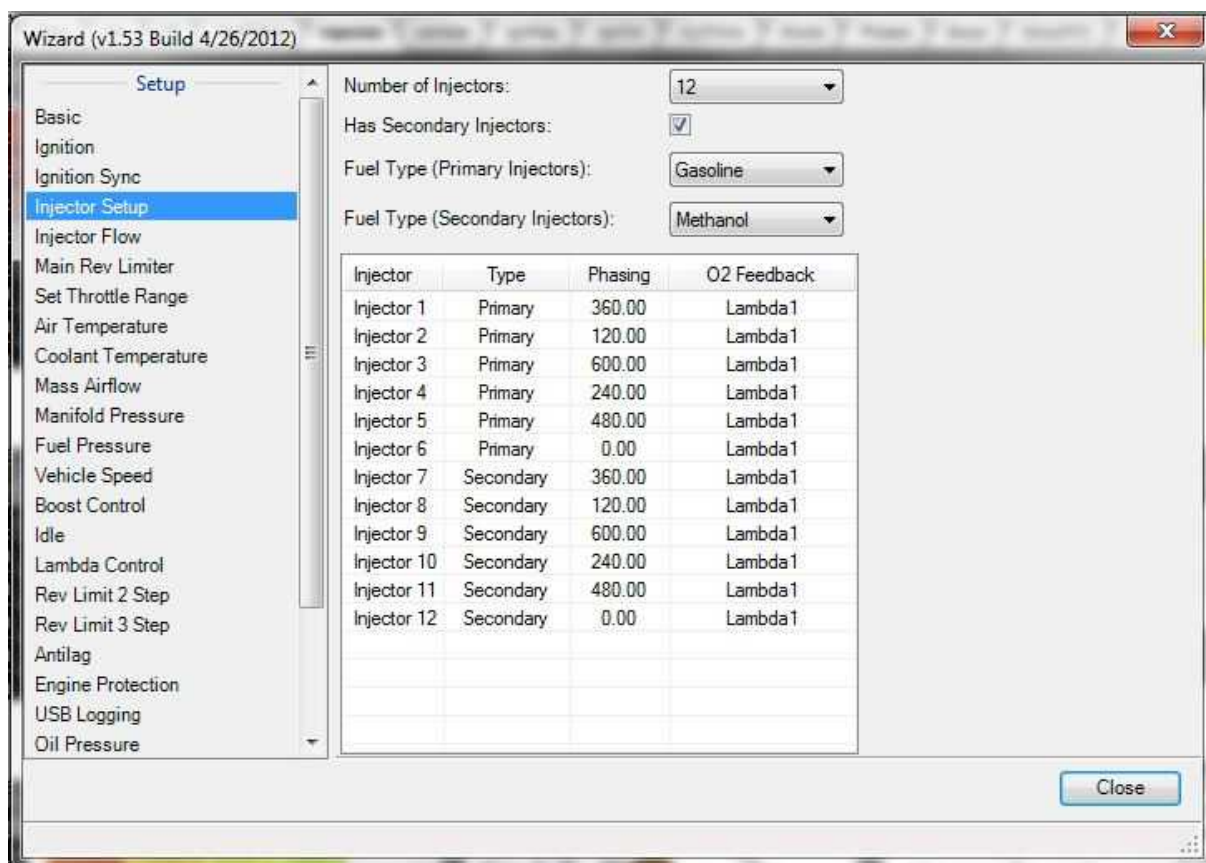 Wizard (v1.53 Build 4/26/2012)
Setup
Basic
Ignition
Ignition Sync
Injector Setup
Injector Flow
Main Rev Limiter
Set Throttle Range
Air Temperature
Coolant Temperature
Mass Airflow
Manifold Pressure
Fuel Pressure
Vehicle Speed
Boost Control
Idle
Lambda Control
Rev Limit 2 Step
Rev Limit 3 Step
Antilag
Engine Protection
USB Logging
Oil Pressure
Number of Injectors: 12
Has Secondary Injectors:
Fuel Type (Primary Injectors): Gasoline
Fuel Type (Secondary Injectors): Methanol
Injector Type Phasing O2 Feedback
Injector 1 Primary 360.00 Lambda1
Injector 2 Primary 120.00 Lambda1
Injector 3 Primary 600.00 Lambda1
Injector 4 Primary 240.00 Lambda1
Injector 5 Primary 480.00 Lambda1
Injector 6 Primary 0.00 Lambda1
Injector 7 Secondary 360.00 Lambda1
Injector 8 Secondary 120.00 Lambda1
Injector 9 Secondary 600.00 Lambda1
Injector 10 Secondary 240.00 Lambda1
Injector 11 Secondary 480.00 Lambda1
Injector 12 Secondary 0.00 Lambda1
Close